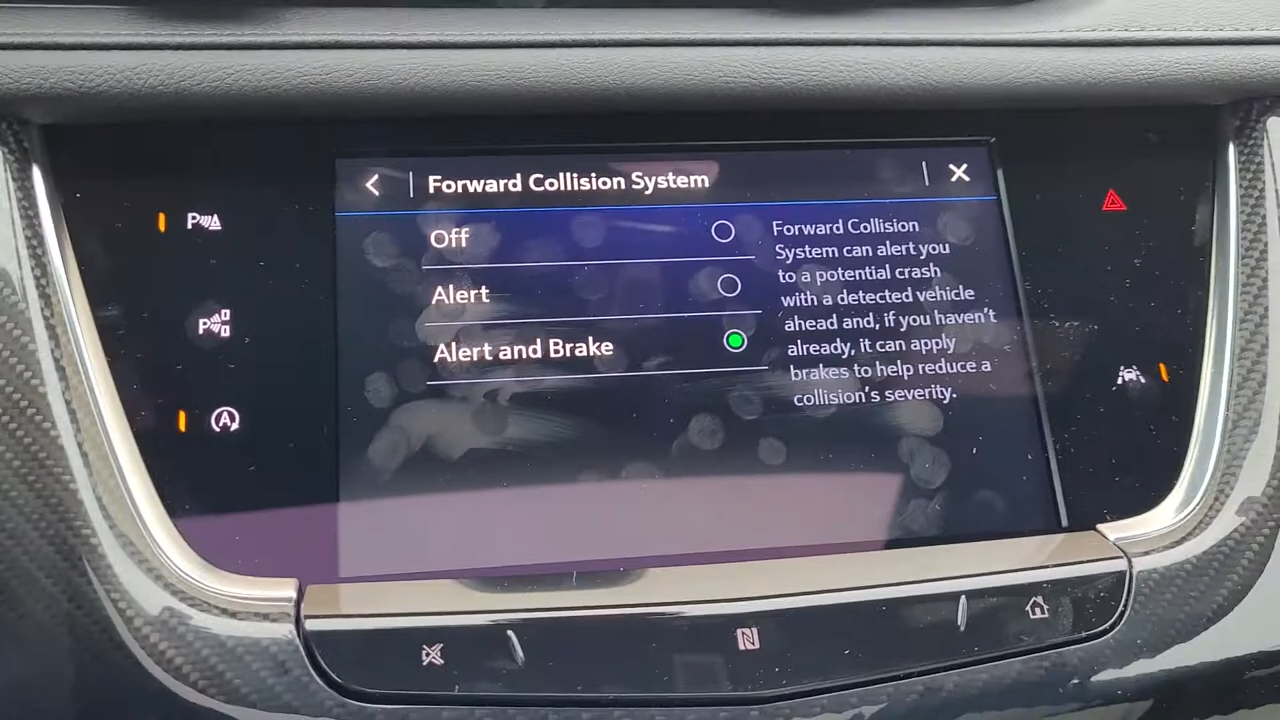 Forward Collision System
Off
Alert
Alert and Brake
Forward Collision
System can alert you
to a potential crash
with a detected vehicle
ahead and, if you haven't
already, it can apply
brakes to help reduce a
collision's severity.
P
P
A
N